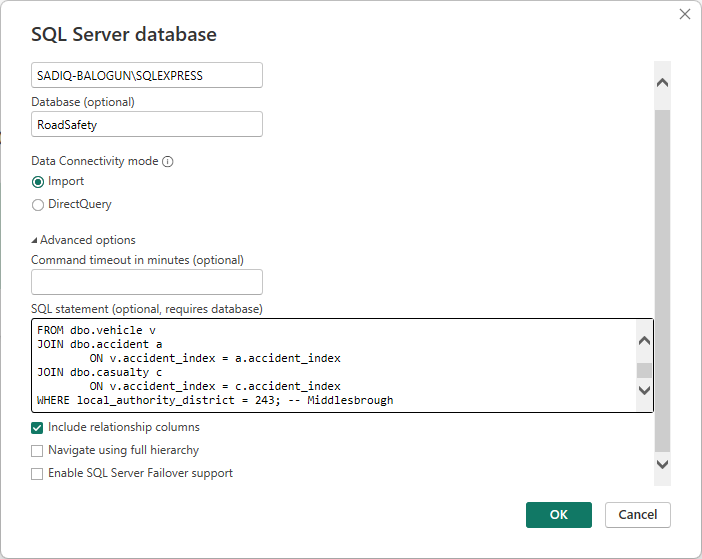 SQL Server database
SADIQ-BALOGUN\SQLEXPRESS
Database (optional)
RoadSafety
Data Connectivity mode
Import
DirectQuery
Advanced options
Command timeout in minutes (optional)
SQL statement (optional, requires database)
FROM dbo.vehicle v
JOIN dbo.accident a
ON v.accident_index = a.accident_index
JOIN dbo.casualty c
ON v.accident_index = c.accident_index
WHERE local_authority_district = 243; -- Middlesbrough
Include relationship columns
Navigate using full hierarchy
Enable SQL Server Failover support
OK Cancel